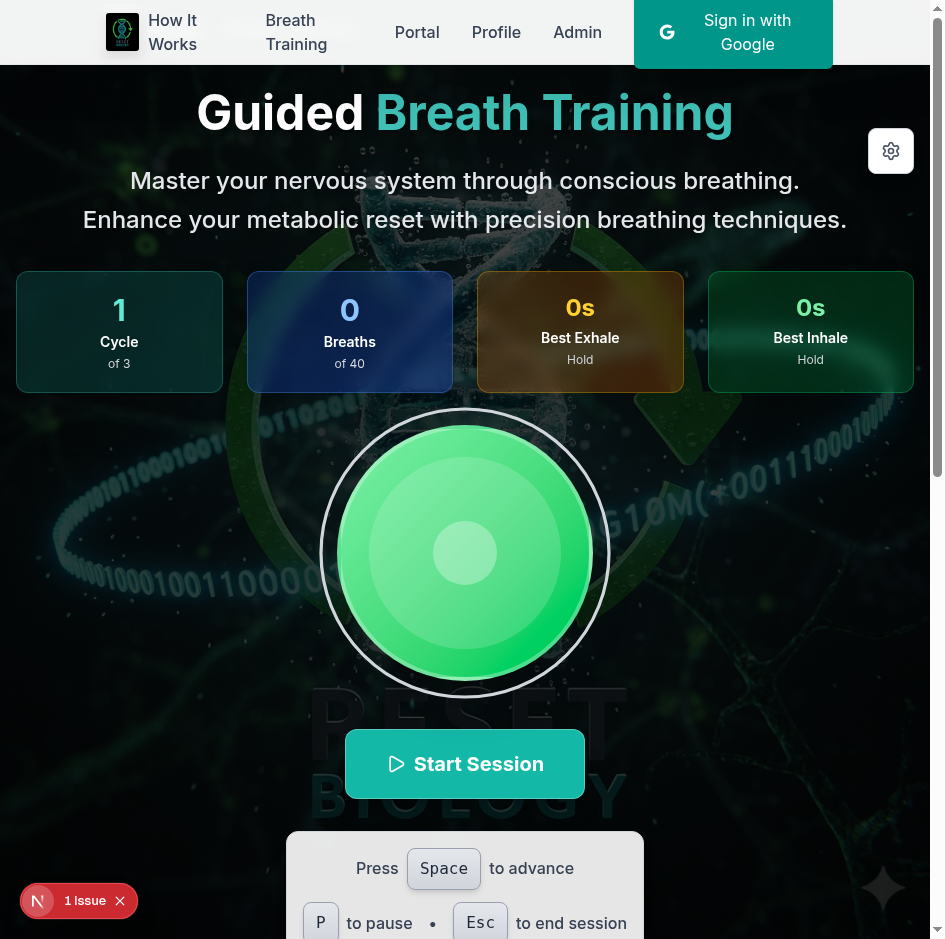 How It
Works
Breath
Training
Portal
Profile
Admin
Sign in with
Google
Guided Breath Training
Master your nervous system through conscious breathing.
Enhance your metabolic reset with precision breathing techniques.
1
Cycle
of 3
0
Breaths
of 40
0s
Best Exhale
Hold
0s
Best Inhale
Hold
RESET
Start Session
BIOLOGY
Press Space to advance
P to pause • Esc to end session
N 1 Issue